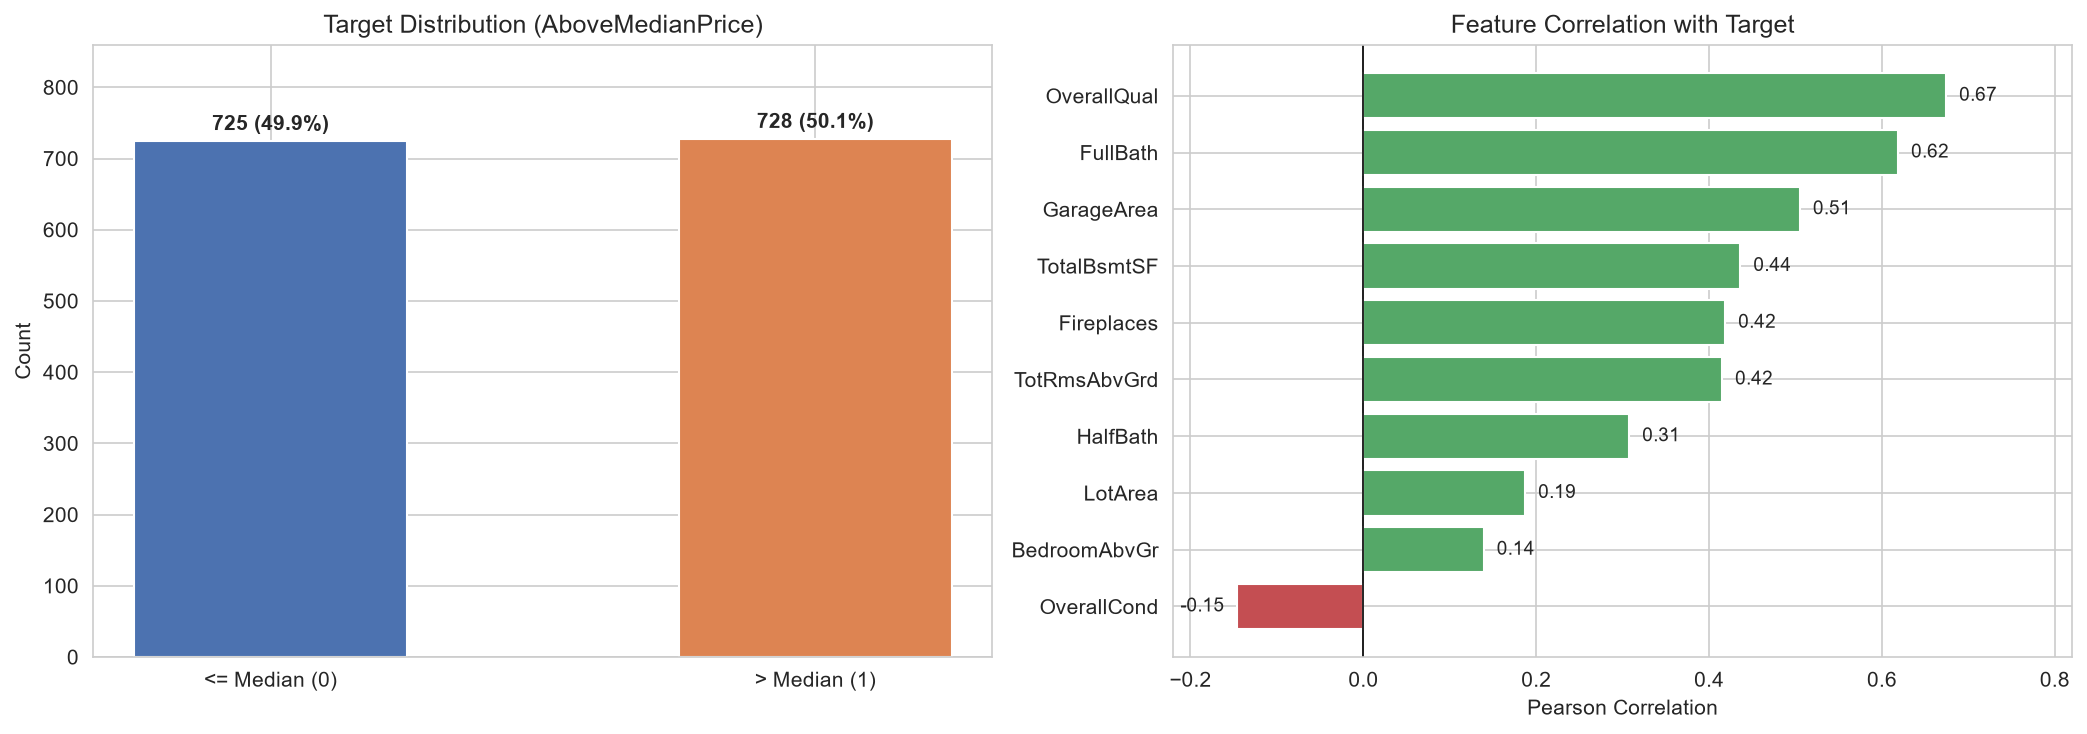 Target Distribution (AboveMedianPrice)
Count
800
700
600
500
400
300
200
100
0
725 (49.9%)
728 (50.1%)
<= Median (0)
> Median (1)
Feature Correlation with Target
OverallQual
0.67
FullBath
0.62
GarageArea
0.51
TotalBsmtSF
0.44
Fireplaces
0.42
TotRmsAbvGrd
0.42
HalfBath
0.31
LotArea
0.19
BedroomAbvGr
0.14
OverallCond
-0.15
−0.2
0.0
0.2
0.4
0.6
0.8
Pearson Correlation